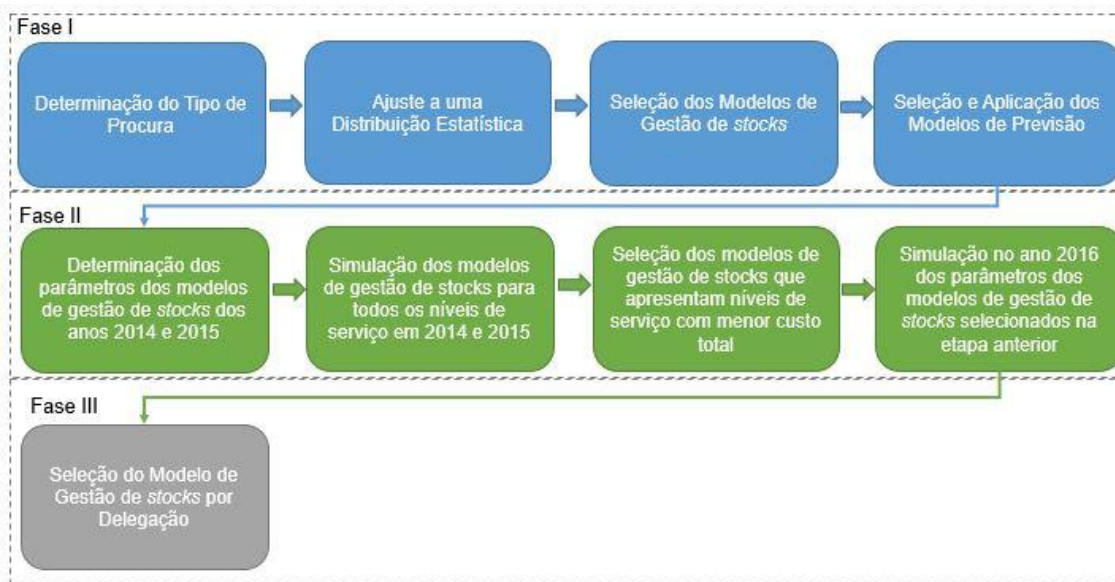 Fase I
Determinação do Tipo de
Procura
Ajuste a uma
Distribuição Estatística
Seleção dos Modelos de
Gestão de stocks
Seleção e Aplicação dos
Modelos de Previsão
Fase II
Determinação dos
parâmetros dos modelos
de gestão de stocks dos
anos 2014 e 2015
Simulação dos modelos
de gestão de stocks para
todos os níveis de
serviço em 2014 e 2015
Seleção dos modelos de
gestão de stocks que
apresentam níveis de
serviço com menor custo
total
Simulação no ano 2016
dos parâmetros dos
modelos de gestão de
stocks selecionados na
etapa anterior
Fase III
Seleção do Modelo de
Gestão de stocks por
Delegação